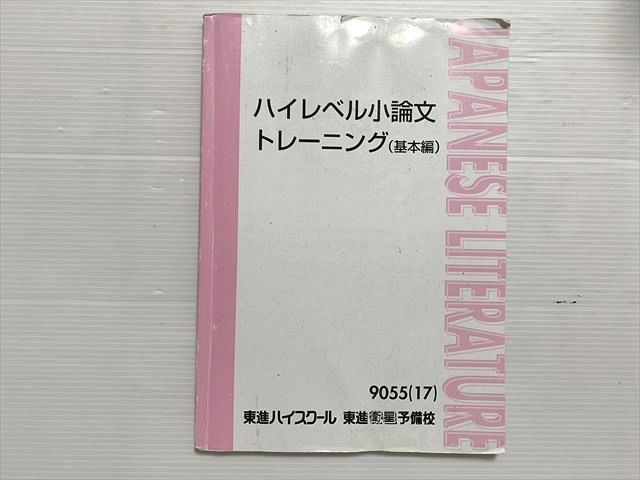 ハイレベル小論文
トレーニング(基本編)
JAPANESE LITERATURE
9055(17)
東進ハイスクール 東進衛星予備校